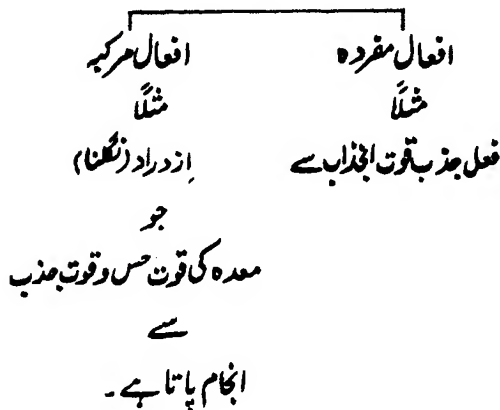 افعال مفردہ
مثلاً
فعل جذب قوت انجذاب سے
افعال مرکبہ
مثلاً
اِزدراد (نگلنا)
جو
معدہ کی قوت حس و قوت جذب
سے
انجام پاتا ہے۔